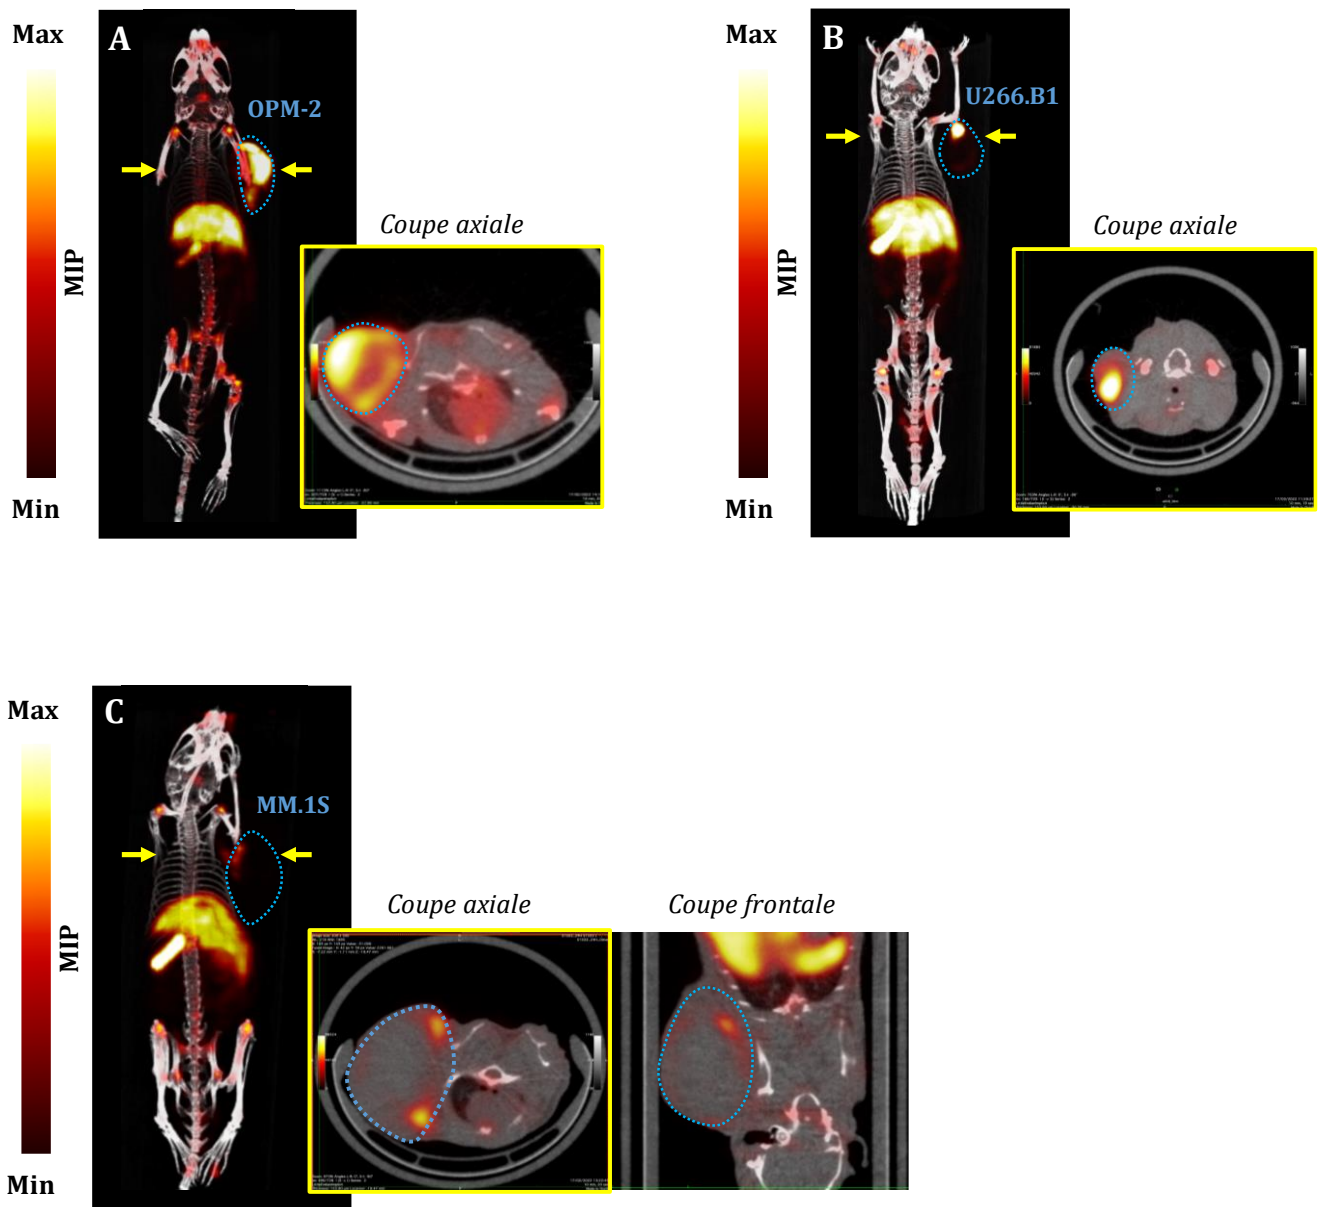 Max
A
OPM-2
MIP
Min
Coupe axiale
Max
B
U266.B1
MIP
Min
Coupe axiale
Max
C
MM.1S
MIP
Min
Coupe axiale
Coupe frontale